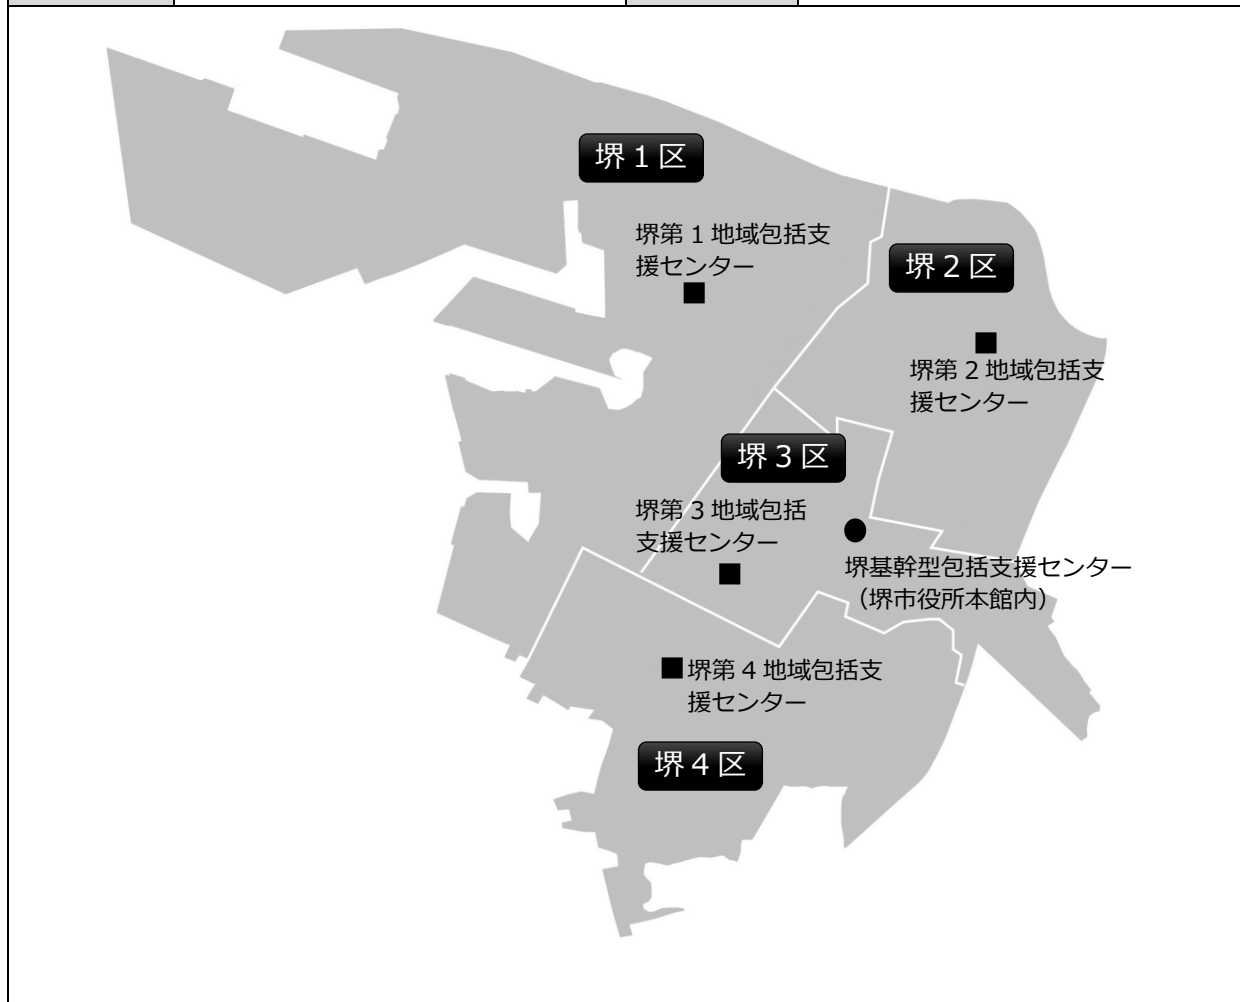 堺１区
堺第１地域包括支
援センター
堺２区
堺第２地域包括支
援センター
堺３区
堺第３地域包括
支援センター
堺基幹型包括支援センター
（堺市役所本館内）
堺第４地域包括支
援センター
堺４区